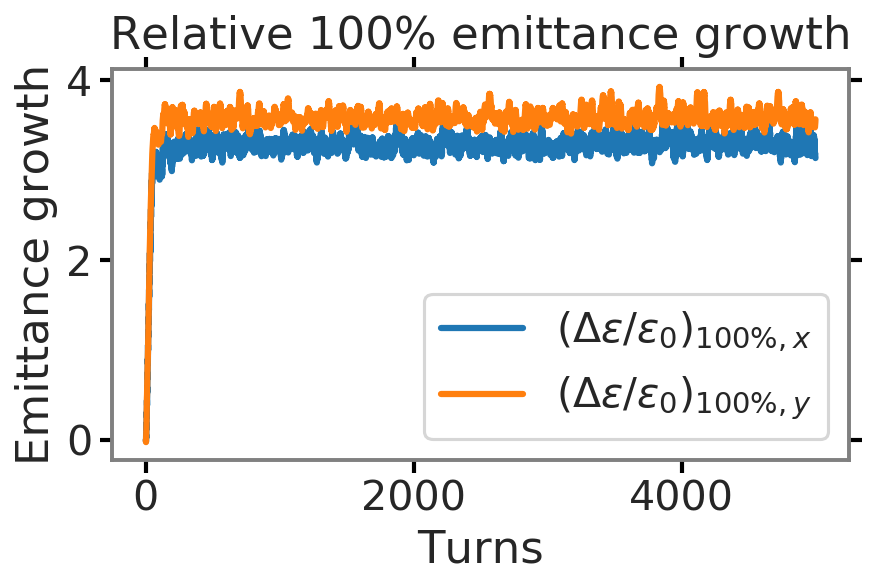 Relative 100% emittance growth
Emittance growth
4
2
0
(Δε/ε₀)₁₀₀%, ₓ
(Δε/ε₀)₁₀₀%, y
0 2000 4000
Turns